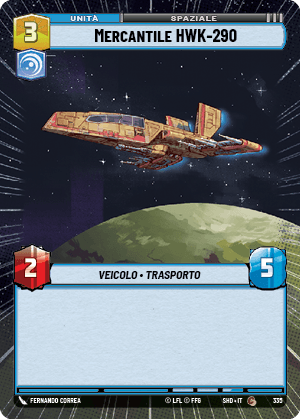 UNITÀ SPAZIALE
3 MERCANTILE HWK-290
2 VEICOLO • TRASPORTO 5
FERNANDO CORREA © LFL © FFG SHD • IT 335